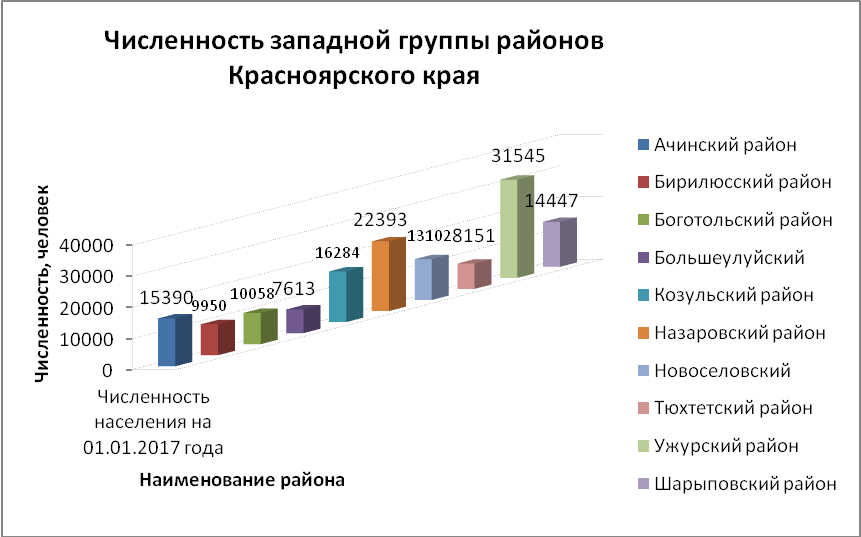 Численность западной группы районов
Красноярского края
Численность, человек
40000
30000
20000
10000
0
15390
9950
10058
7613
16284
22393
13102
8151
31545
14447
Численность
населения на
01.01.2017 года
Наименование района
Ачинский район
Бирилюсский район
Боготольский район
Большеулуйский
Козульский район
Назаровский район
Новоселовский
Тюхтетский район
Ужурский район
Шарыповский район